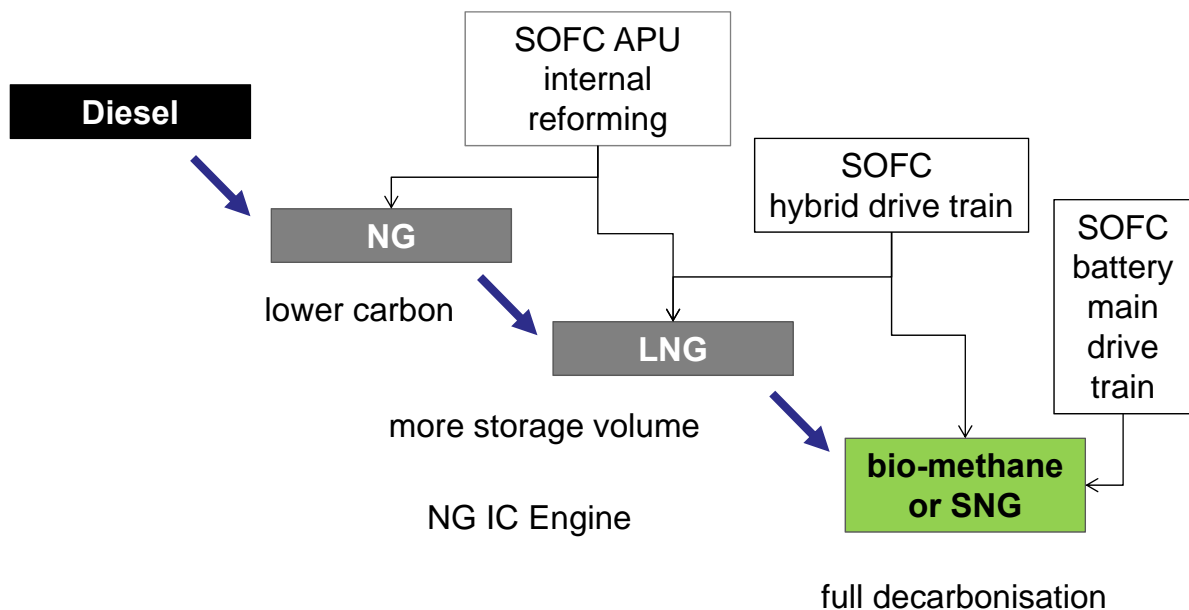 SOFC APU
internal
reforming
Diesel
SOFC
hybrid drive train
NG
SOFC
battery
main
drive
train
lower carbon
LNG
more storage volume
bio-methane
or SNG
NG IC Engine
full decarbonisation